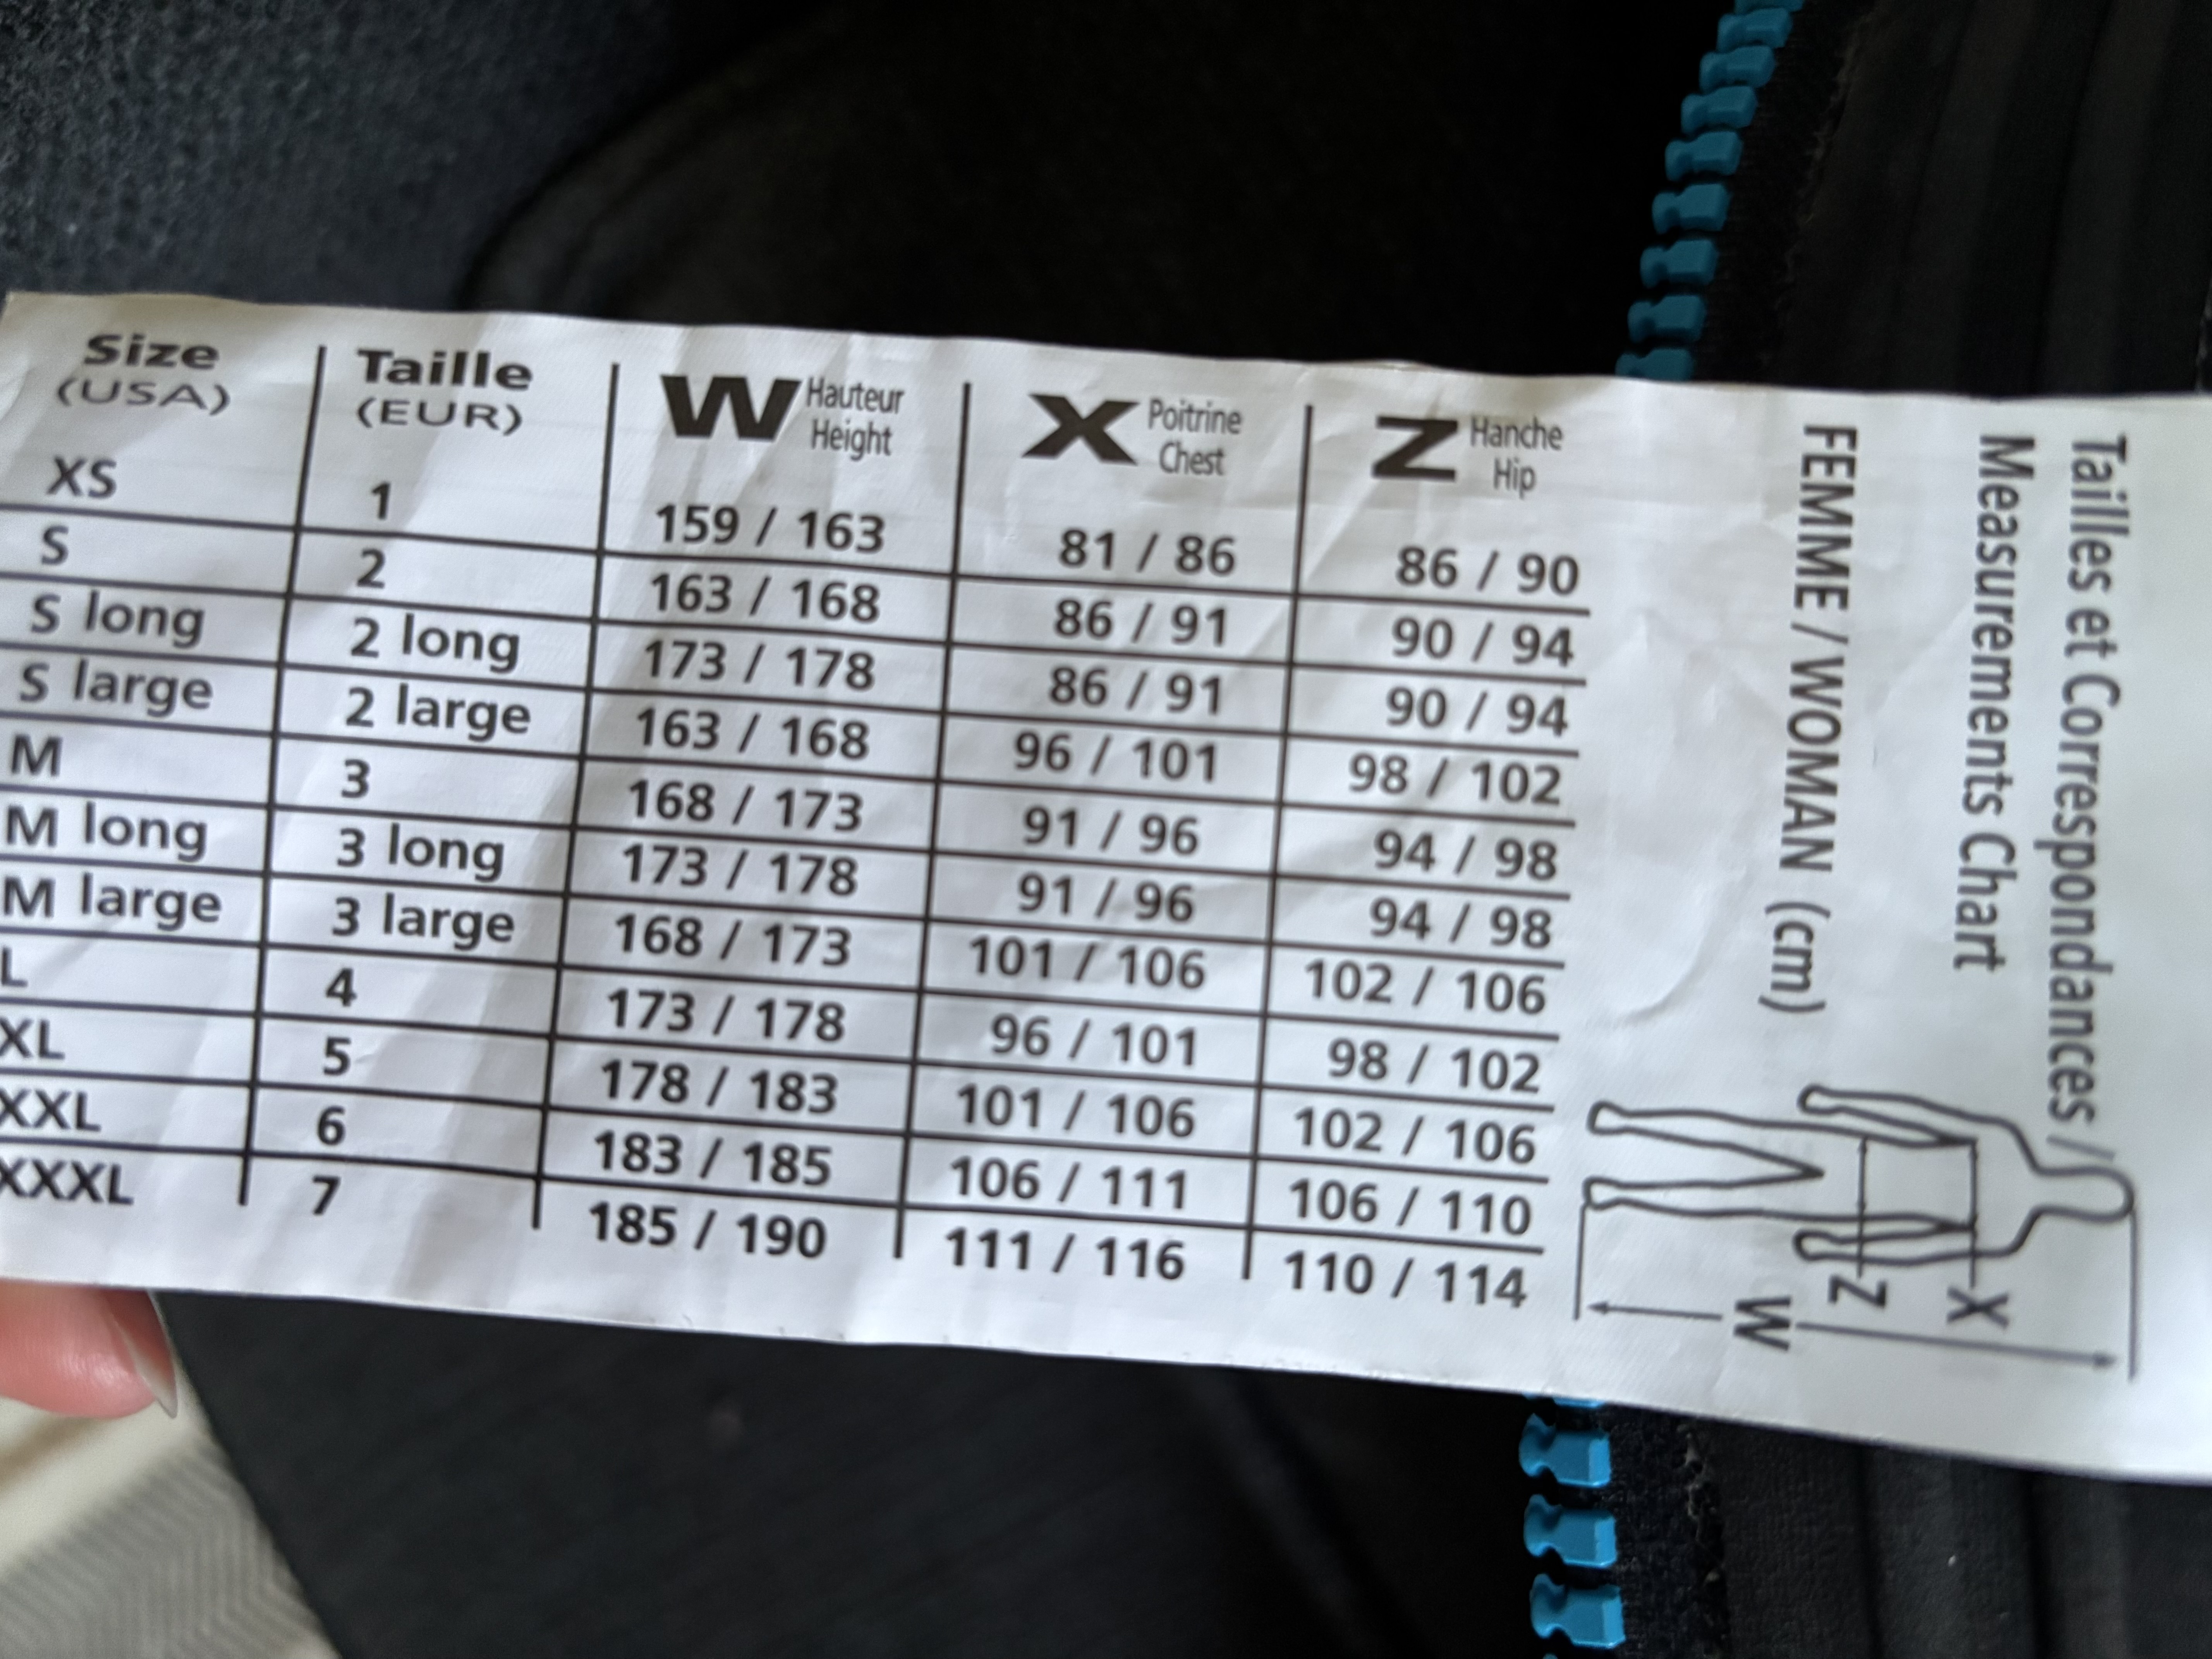 Tailles et Correspondances /
Measurements Chart
FEMME / WOMAN (cm)
Size (USA) Taille (EUR) W Hauteur Height X Poitrine Chest Z Hanche Hip
XS 1 159 / 163 81 / 86 86 / 90
S 2 163 / 168 86 / 91 90 / 94
S long 2 long 173 / 178 86 / 91 90 / 94
S large 2 large 163 / 168 96 / 101 98 / 102
M 3 168 / 173 91 / 96 94 / 98
M long 3 long 173 / 178 91 / 96 94 / 98
M large 3 large 168 / 173 101 / 106 102 / 106
L 4 173 / 178 96 / 101 98 / 102
XL 5 178 / 183 101 / 106 102 / 106
XXL 6 183 / 185 106 / 111 106 / 110
XXXL 7 185 / 190 111 / 116 110 / 114
X
Z
W